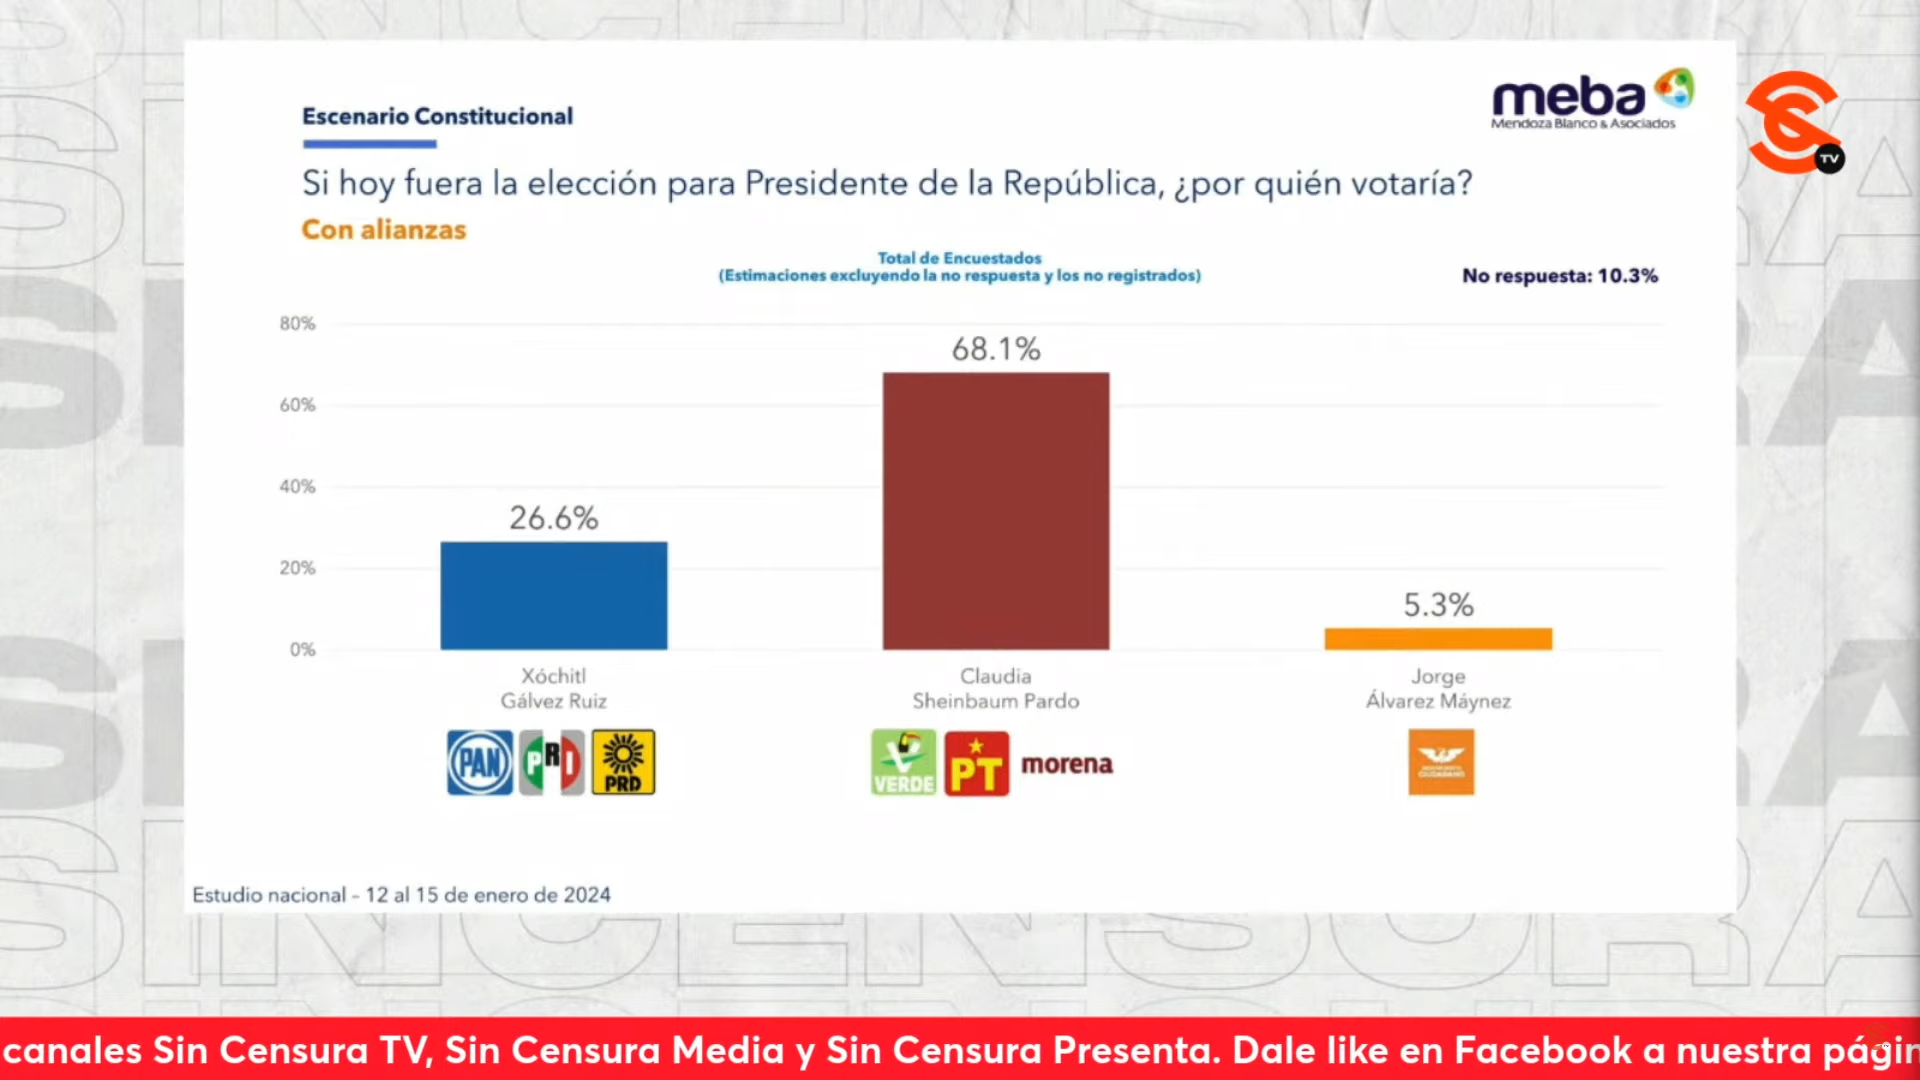 meba
Mendoza Blanco & Asociados
TV
Escenario Constitucional
Si hoy fuera la elección para Presidente de la República, ¿por quién votaría?
Con alianzas
Total de Encuestados
(Estimaciones excluyendo la no respuesta y los no registrados)
No respuesta: 10.3%
80%
60%
40%
20%
0%
26.6%
68.1%
5.3%
Xóchitl
Gálvez Ruiz
Claudia
Sheinbaum Pardo
Jorge
Álvarez Máynez
PAN
PRI
PRD
VERDE
PT
morena
Estudio nacional - 12 al 15 de enero de 2024
SINCENSURA
canales Sin Censura TV, Sin Censura Media y Sin Censura Presenta. Dale like en Facebook a nuestra págin